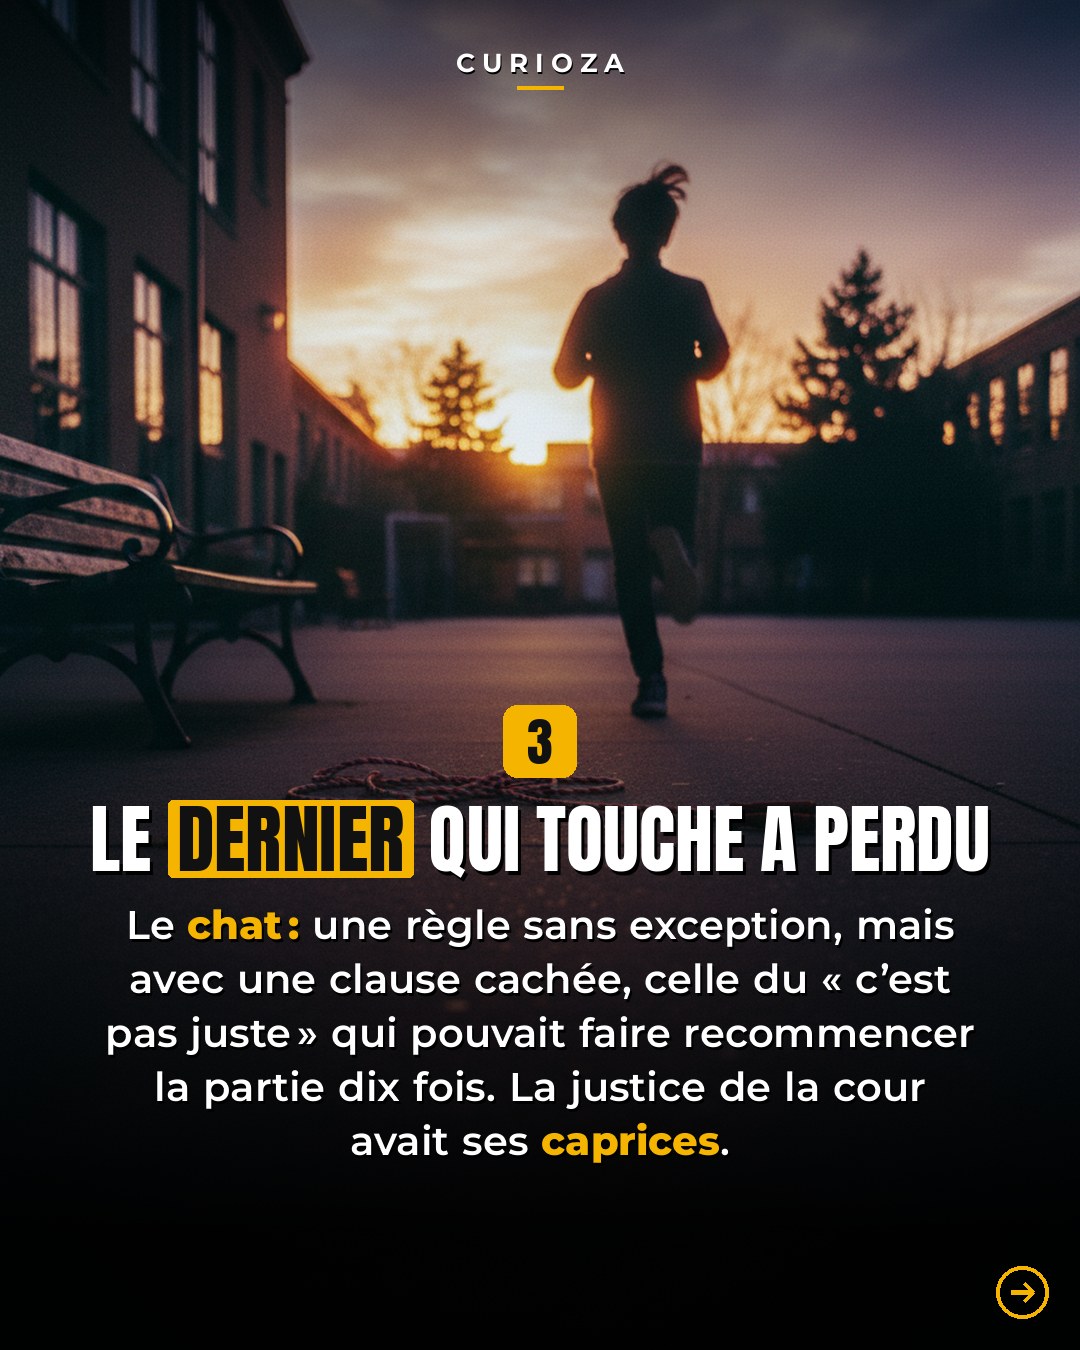 CURIOZA
3
LE DERNIER QUI TOUCHE A PERDU
Le chat : une règle sans exception, mais
avec une clause cachée, celle du « c’est
pas juste » qui pouvait faire recommencer
la partie dix fois. La justice de la cour
avait ses caprices.